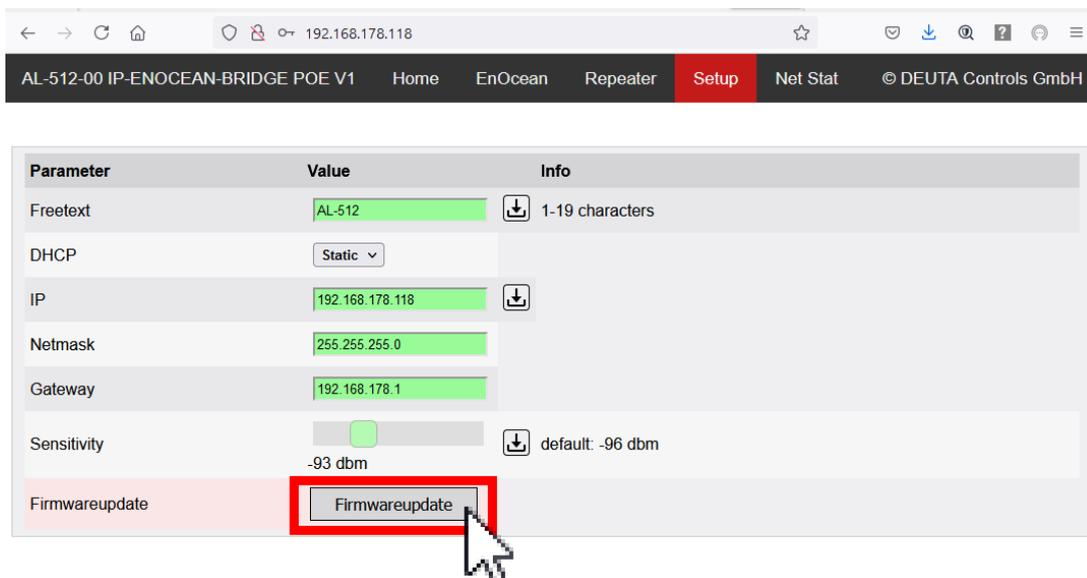 192.168.178.118
AL-512-00 IP-ENOCEAN-BRIDGE POE V1 Home EnOcean Repeater Setup Net Stat © DEUTA Controls GmbH
Parameter Value Info
Freetext AL-512 1-19 characters
DHCP Static
IP 192.168.178.118
Netmask 255.255.255.0
Gateway 192.168.178.1
Sensitivity default: -96 dbm
-93 dbm
Firmwareupdate Firmwareupdate